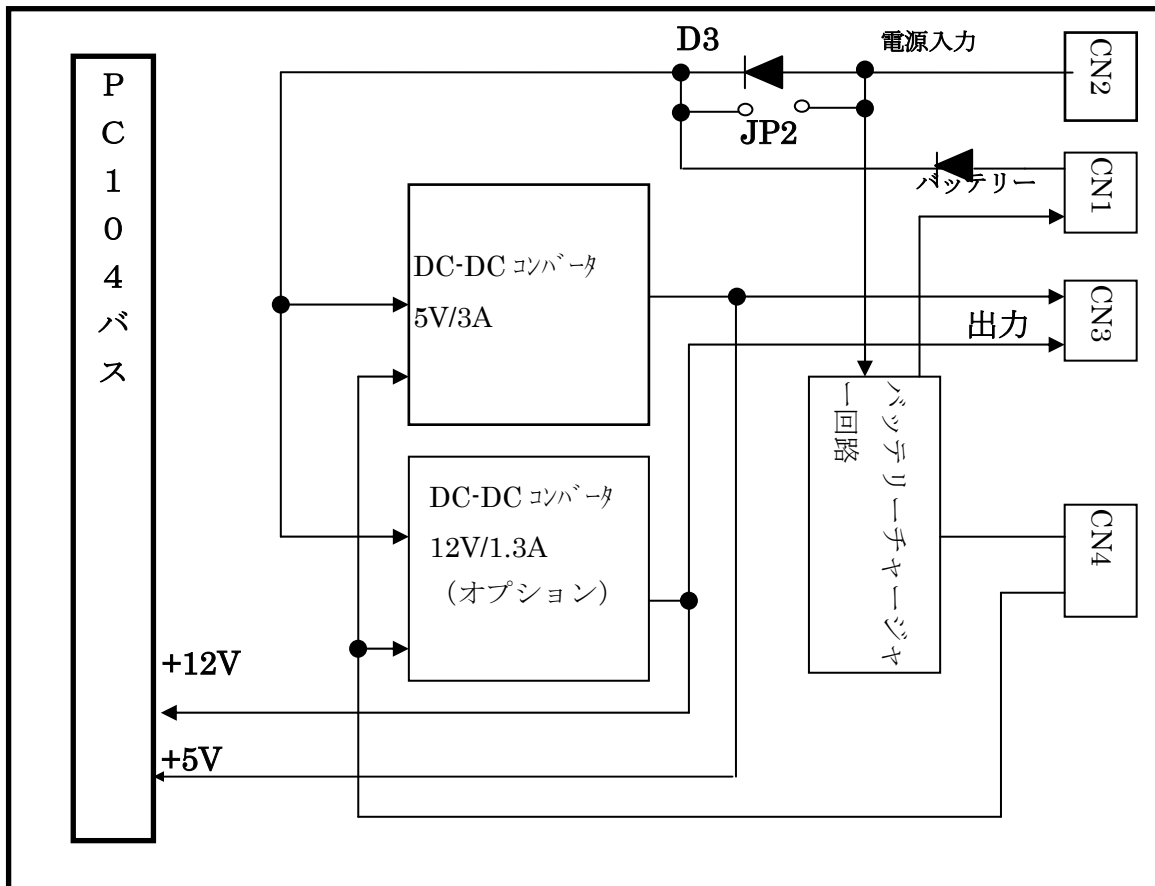 PC104バス
D3
電源入力
CN2
JP2
バッテリー
CN1
DC-DC コンバータ
5V/3A
出力
CN3
バッテリーチャージャ
ー回路
DC-DC コンバータ
12V/1.3A
（オプション）
CN4
+12V
+5V